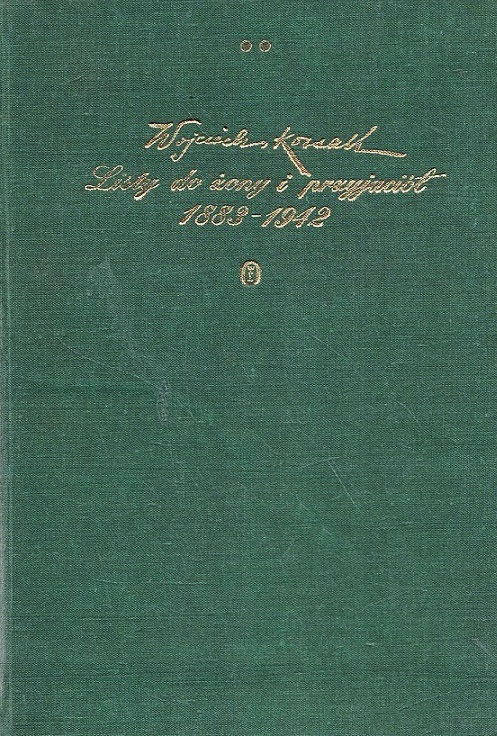 Wojciech Kossak
Listy do żony i przyjaciół
1883-1942